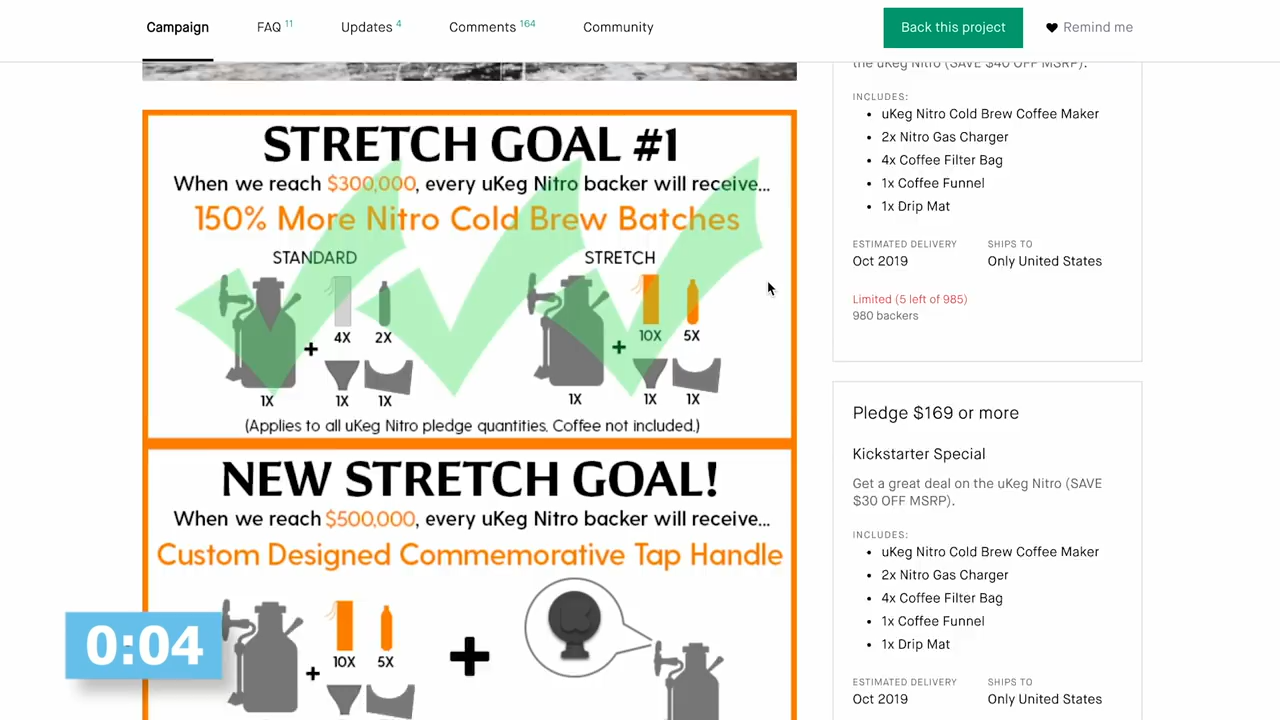 Campaign
FAQ 11
Updates 4
Comments 164
Community
Back this project
Remind me
STRETCH GOAL #1
When we reach $300,000, every uKeg Nitro backer will receive...
150% More Nitro Cold Brew Batches
STANDARD
STRETCH
4X 2X
10X 5X
+
+
1X 1X 1X
1X 1X 1X
(Applies to all uKeg Nitro pledge quantities. Coffee not included.)
NEW STRETCH GOAL!
When we reach $500,000, every uKeg Nitro backer will receive...
Custom Designed Commemorative Tap Handle
10X 5X
+
+
0:04
the uKeg Nitro (SAVE $40 OFF MSRP).
INCLUDES:
• uKeg Nitro Cold Brew Coffee Maker
• 2x Nitro Gas Charger
• 4x Coffee Filter Bag
• 1x Coffee Funnel
• 1x Drip Mat
ESTIMATED DELIVERY SHIPS TO
Oct 2019 Only United States
Limited (5 left of 985)
980 backers
Pledge $169 or more
Kickstarter Special
Get a great deal on the uKeg Nitro (SAVE
$30 OFF MSRP).
INCLUDES:
• uKeg Nitro Cold Brew Coffee Maker
• 2x Nitro Gas Charger
• 4x Coffee Filter Bag
• 1x Coffee Funnel
• 1x Drip Mat
ESTIMATED DELIVERY SHIPS TO
Oct 2019 Only United States